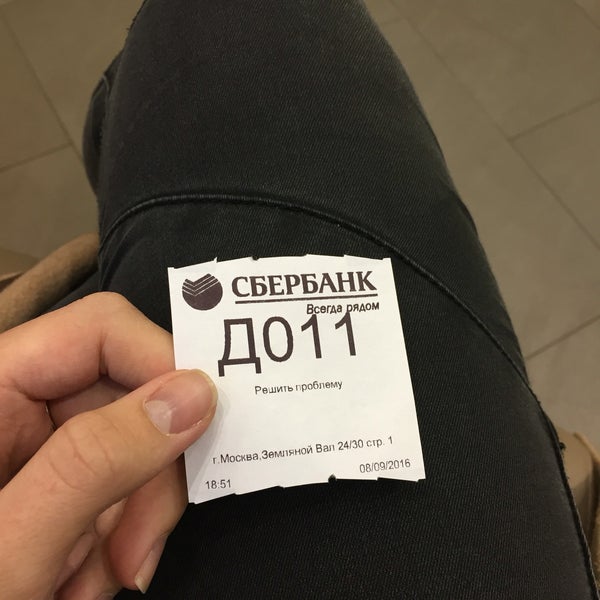 СБЕРБАНК
Всегда рядом
Д011
Решить проблему
г.Москва,Земляной Вал 24/30 стр. 1
18:51 08/09/2016